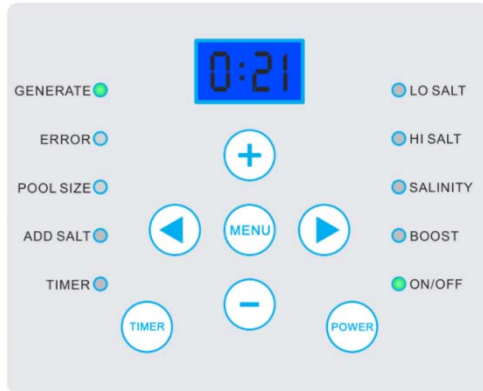 0:21
GENERATE
LO SALT
ERROR
HI SALT
+
POOL SIZE
SALINITY
ADD SALT
MENU
BOOST
TIMER
ON/OFF
−
TIMER
POWER